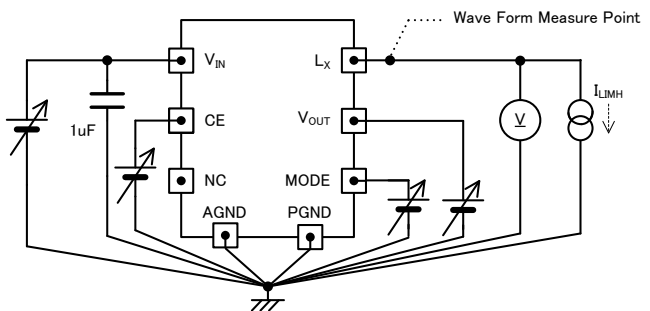 Wave Form Measure Point
VIN
LX
ILIMH
1uF
CE
VOUT
V
NC
MODE
AGND
PGND